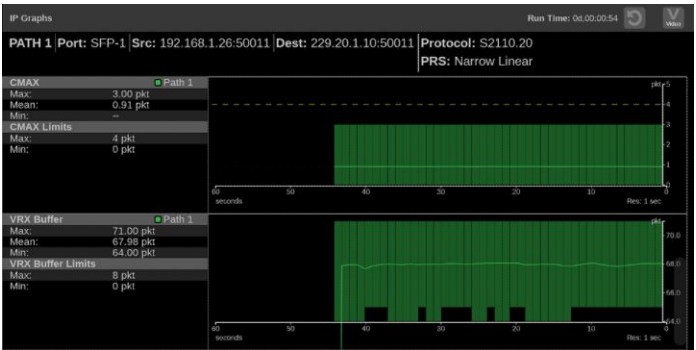 IP Graphs
Run Time: 0d,00:00:54
Video
PATH 1 Port: SFP-1 Src: 192.168.1.26:50011 Dest: 229.20.1.10:50011 Protocol: S2110.20
PRS: Narrow Linear
CMAX Path 1
Max: 3.00 pkt
Mean: 0.91 pkt
Min: --
CMAX Limits
Max: 4 pkt
Min: 0 pkt
pkt 5
4
3
2
1
0
60 50 40 30 20 10
seconds Res: 1 sec
VRX Buffer Path 1
Max: 71.00 pkt
Mean: 67.98 pkt
Min: 64.00 pkt
VRX Buffer Limits
Max: 8 pkt
Min: 0 pkt
pkt
70.0
68.0
66.0
64.0
60 50 40 30 20 10 0
seconds Res: 1 sec